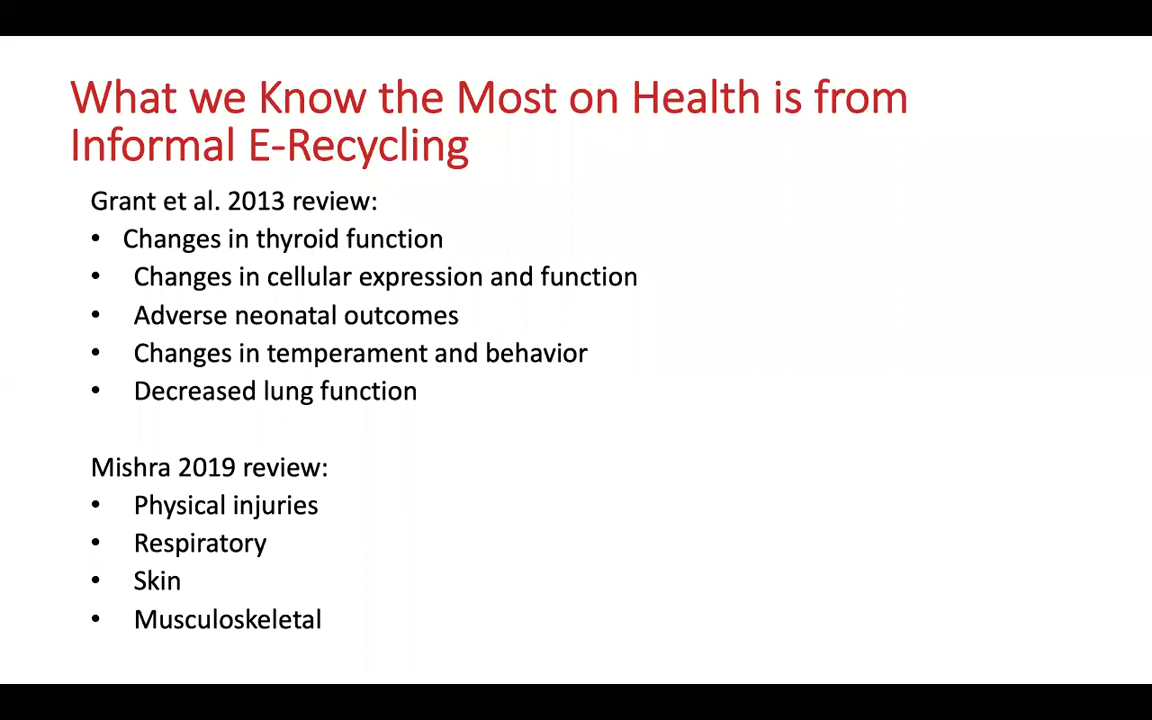 What we Know the Most on Health is from
Informal E-Recycling
Grant et al. 2013 review:
• Changes in thyroid function
• Changes in cellular expression and function
• Adverse neonatal outcomes
• Changes in temperament and behavior
• Decreased lung function
Mishra 2019 review:
• Physical injuries
• Respiratory
• Skin
• Musculoskeletal